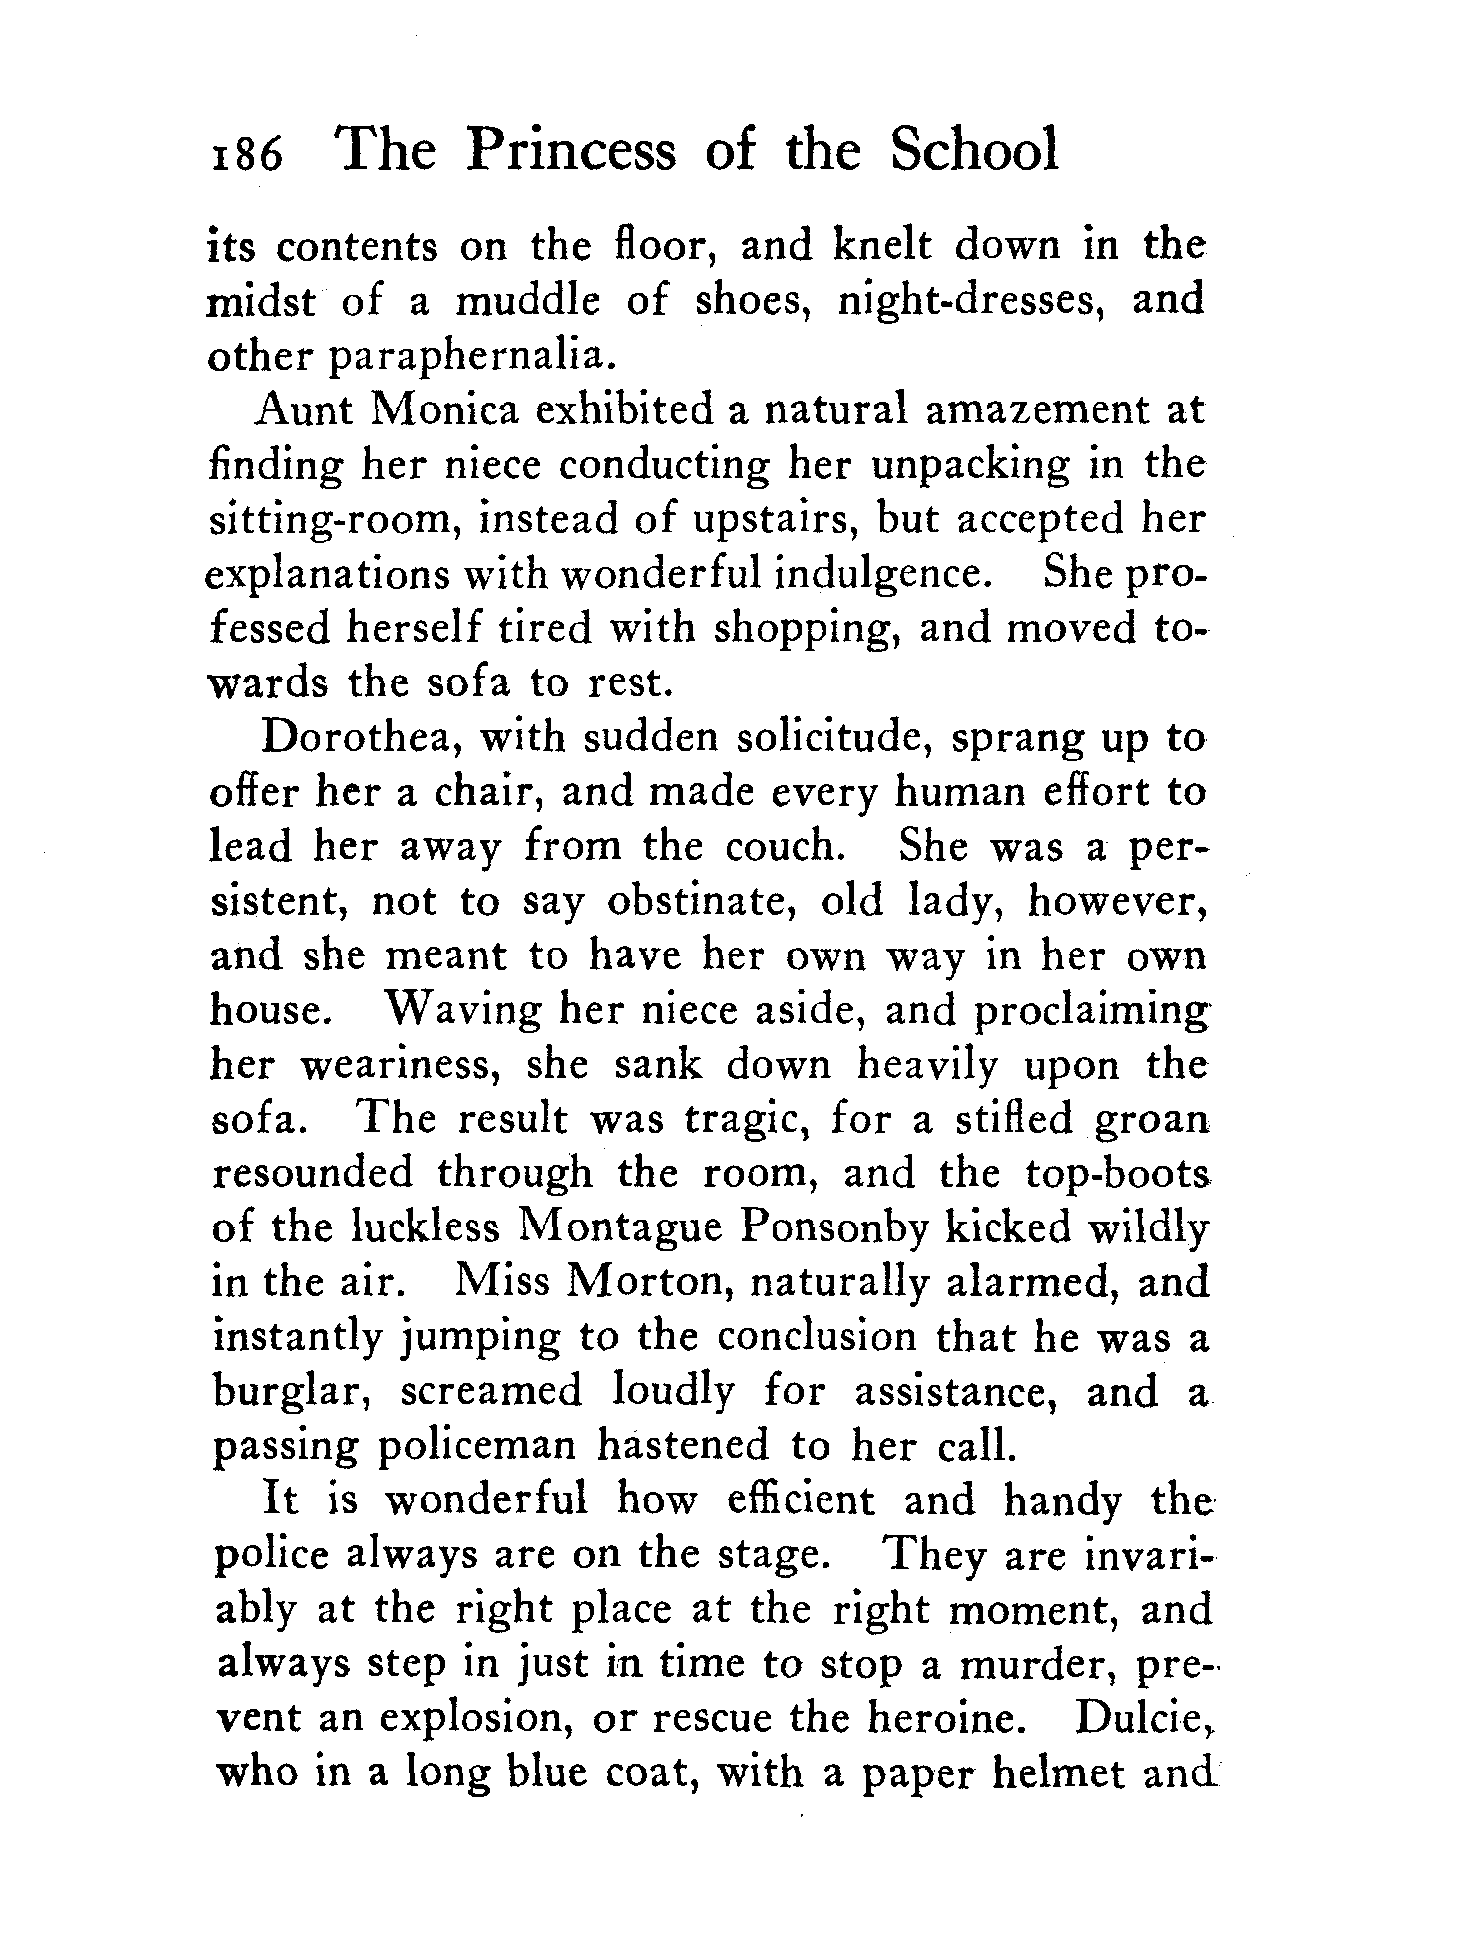 186 The Princess of the School
its contents on the floor, and knelt down in the
midst of a muddle of shoes, night-dresses, and
other paraphernalia.
Aunt Monica exhibited a natural amazement at
finding her niece conducting her unpacking in the
sitting-room, instead of upstairs, but accepted her
explanations with wonderful indulgence. She pro-
fessed herself tired with shopping, and moved to-
wards the sofa to rest.
Dorothea, with sudden solicitude, sprang up to
offer her a chair, and made every human effort to
lead her away from the couch. She was a per-
sistent, not to say obstinate, old lady, however,
and she meant to have her own way in her own
house. Waving her niece aside, and proclaiming
her weariness, she sank down heavily upon the
sofa. The result was tragic, for a stifled groan
resounded through the room, and the top-boots
of the luckless Montague Ponsonby kicked wildly
in the air. Miss Morton, naturally alarmed, and
instantly jumping to the conclusion that he was a
burglar, screamed loudly for assistance, and a
passing policeman hastened to her call.
It is wonderful how efficient and handy the
police always are on the stage. They are invari-
ably at the right place at the right moment, and
always step in just in time to stop a murder, pre-
vent an explosion, or rescue the heroine. Dulcie,
who in a long blue coat, with a paper helmet and